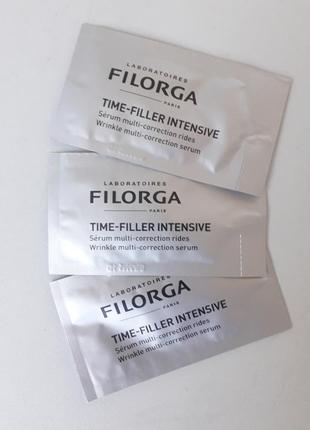 LABORATOIRES
FILORGA
PARIS
TIME-FILLER INTENSIVE
Sérum multi-correction rides
Wrinkle multi-correction serum
LABORATOIRES
FILORGA
PARIS
TIME-FILLER INTENSIVE
Sérum multi-correction rides
Wrinkle multi-correction serum
LABORATOIRES
FILORGA
PARIS
TIME-FILLER INTENSIVE
Sérum multi-correction rides
Wrinkle multi-correction serum